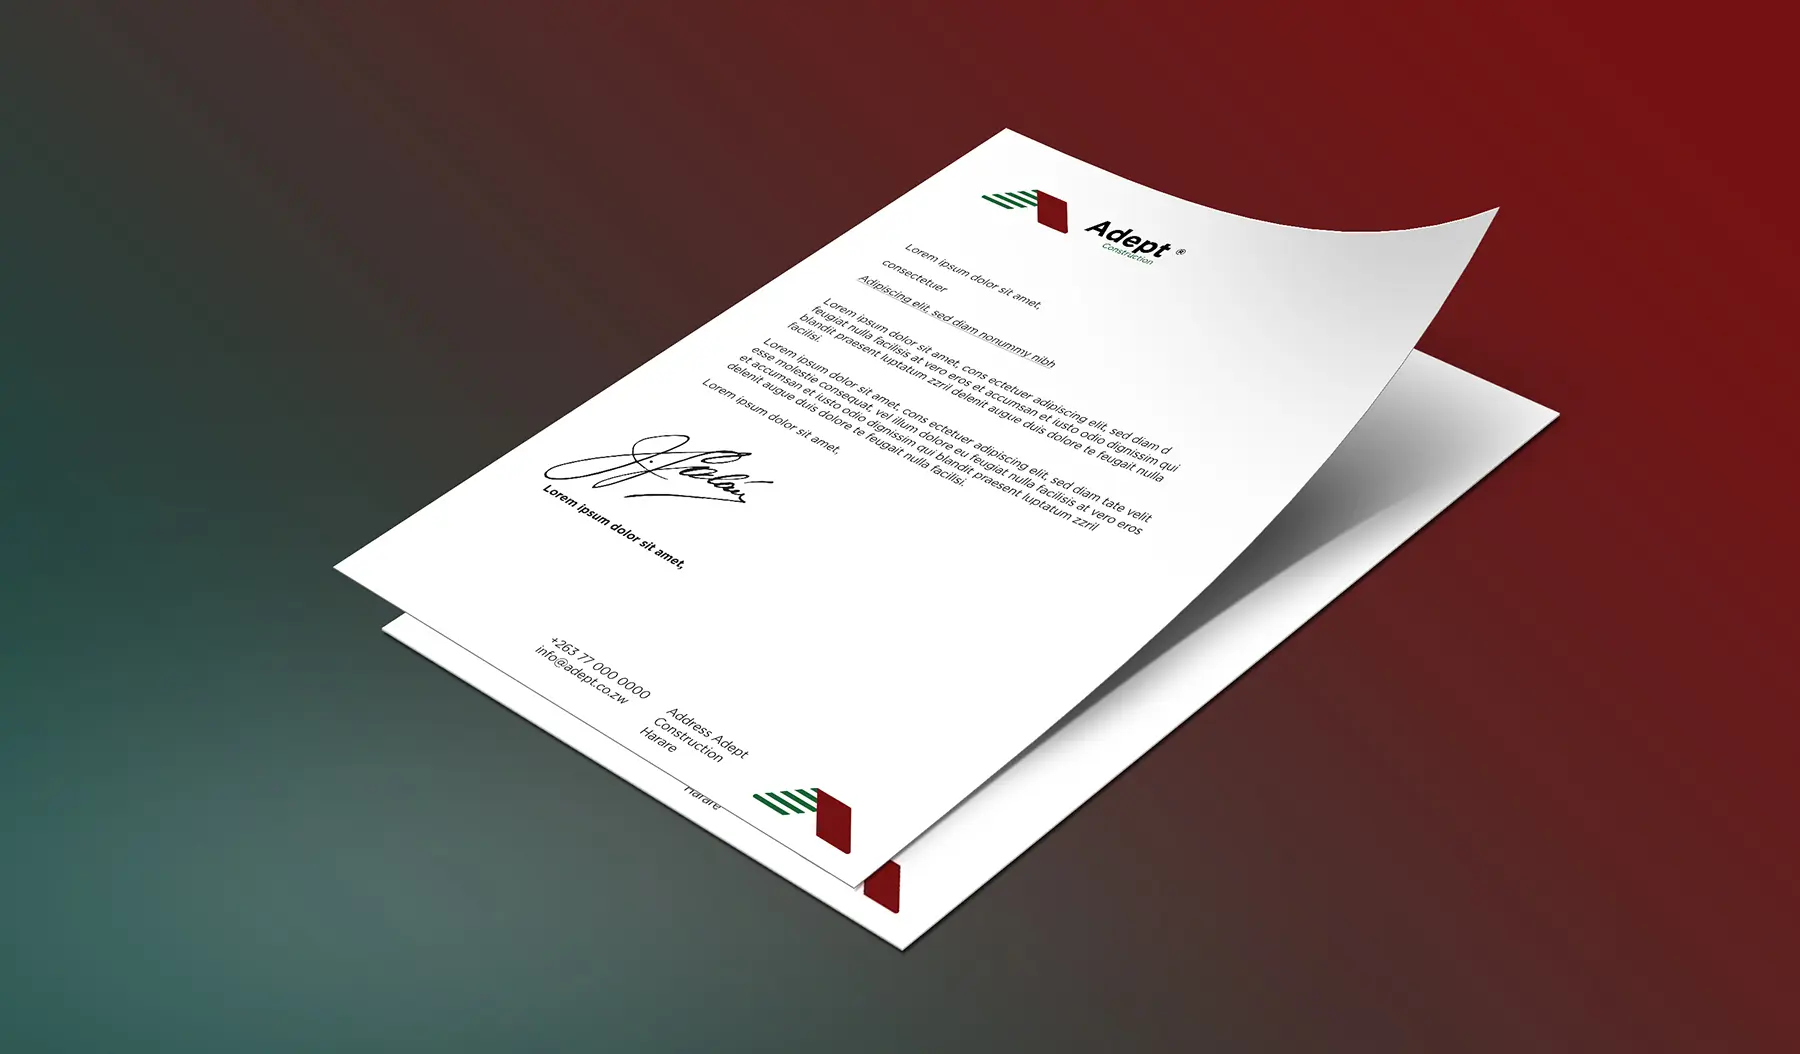 Adept ®
Construction
Lorem ipsum dolor sit amet,
consectetuer
Adipiscing elit, sed diam nonummy nibh
Lorem ipsum dolor sit amet, cons ectetuer adipiscing elit, sed diam d
feugiat nulla facilisis at vero eros et accumsan et iusto odio dignissim qui
blandit praesent luptatum zzril delenit augue duis dolore te feugait nulla
facilisi.
Lorem ipsum dolor sit amet, cons ectetuer adipiscing elit, sed diam tate velit
esse molestie consequat, vel illum dolore eu feugiat nulla facilisis at vero eros
et accumsan et iusto odio dignissim qui blandit praesent luptatum zzril
delenit augue duis dolore te feugait nulla facilisi.
Lorem ipsum dolor sit amet,
Lorem ipsum dolor sit amet,
+263 77 000 0000
info@adept.co.zw
Address Adept
Construction
Harare
Harare